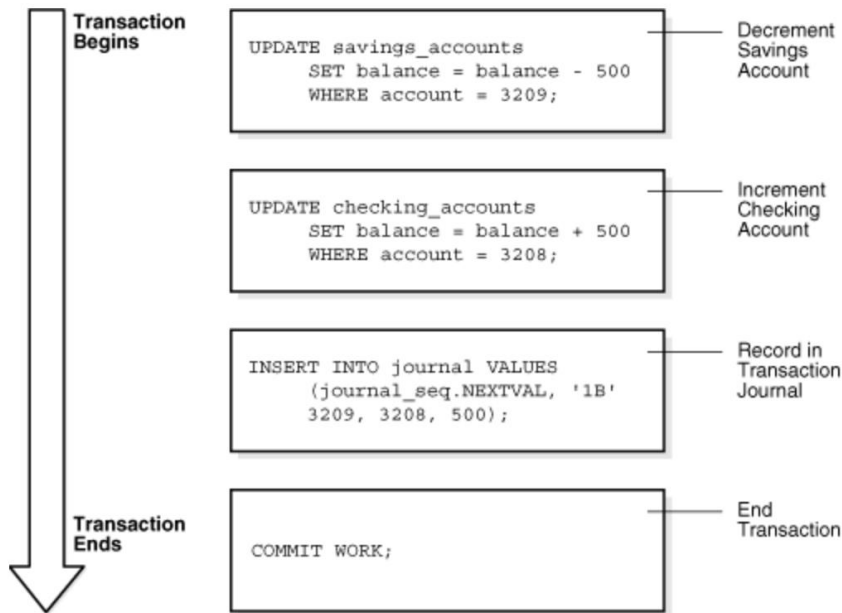 Transaction
Begins
UPDATE savings_accounts
SET balance = balance - 500
WHERE account = 3209;
Decrement
Savings
Account
UPDATE checking_accounts
SET balance = balance + 500
WHERE account = 3208;
Increment
Checking
Account
INSERT INTO journal VALUES
(journal_seq.NEXTVAL, '1B'
3209, 3208, 500);
Record in
Transaction
Journal
Transaction
Ends
COMMIT WORK;
End
Transaction